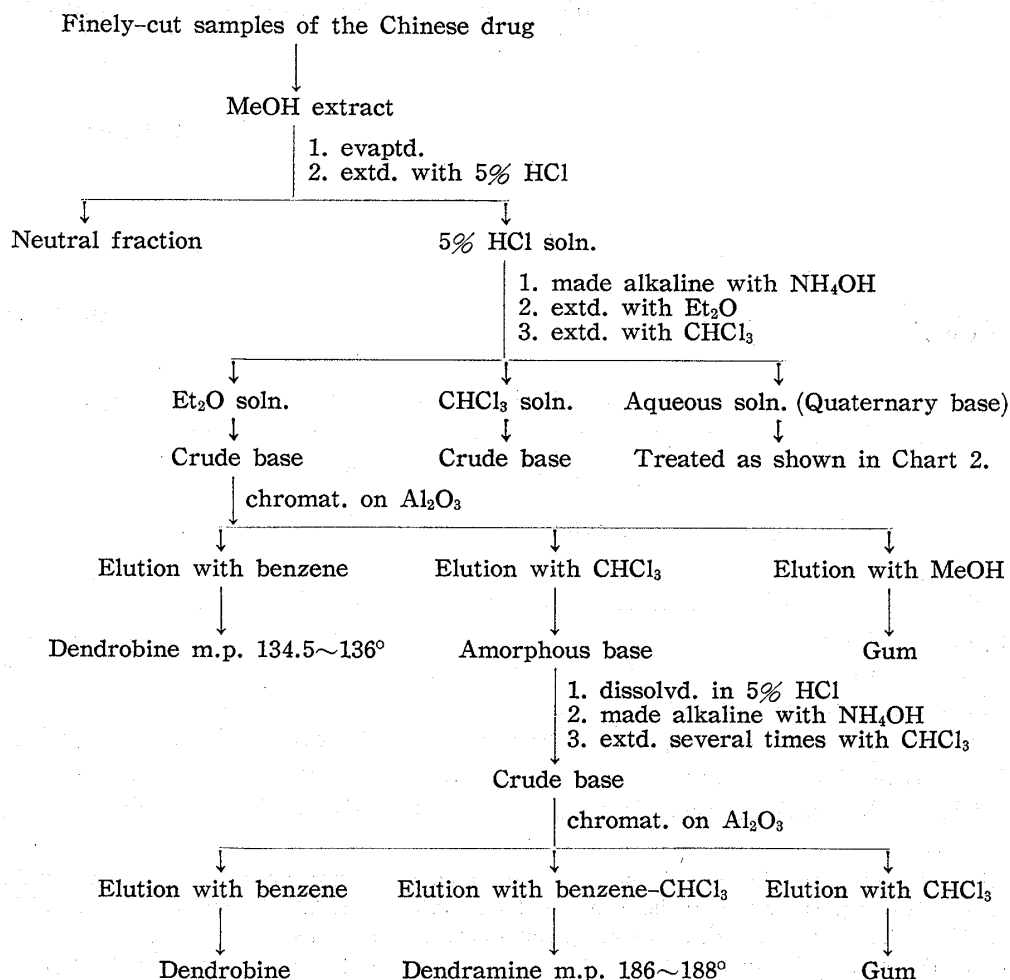 Finely-cut samples of the Chinese drug
MeOH extract
1. evaptd.
2. extd. with 5% HCl
Neutral fraction
5% HCl soln.
1. made alkaline with NH₄OH
2. extd. with Et₂O
3. extd. with CHCl₃
Et₂O soln.
CHCl₃ soln.
Aqueous soln. (Quaternary base)
Crude base
Crude base
Treated as shown in Chart 2.
chromat. on Al₂O₃
Elution with benzene
Elution with CHCl₃
Elution with MeOH
Dendrobine m.p. 134.5~136°
Amorphous base
Gum
1. dissolvd. in 5% HCl
2. made alkaline with NH₄OH
3. extd. several times with CHCl₃
Crude base
chromat. on Al₂O₃
Elution with benzene
Elution with benzene-CHCl₃
Elution with CHCl₃
Dendrobine
Dendramine m.p. 186~188°
Gum